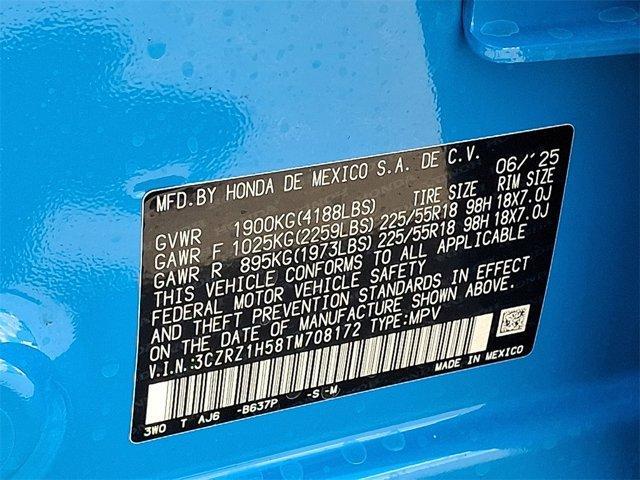 MFD.BY HONDA DE MEXICO S.A. DE C.V. 06/'25
TIRE SIZE RIM SIZE
GVWR 1900KG(4188LBS)
GAWR F 1025KG(2259LBS) 225/55R18 98H 18X7.0J
GAWR R 895KG(1973LBS) 225/55R18 98H 18X7.0J
THIS VEHICLE CONFORMS TO ALL APPLICABLE
FEDERAL MOTOR VEHICLE SAFETY
AND THEFT PREVENTION STANDARDS IN EFFECT
ON THE DATE OF MANUFACTURE SHOWN ABOVE.
V.I.N.:3CZRZ1H58TM708172 TYPE:MPV
MADE IN MEXICO
3W0 T AJ6 -B637P -S -M